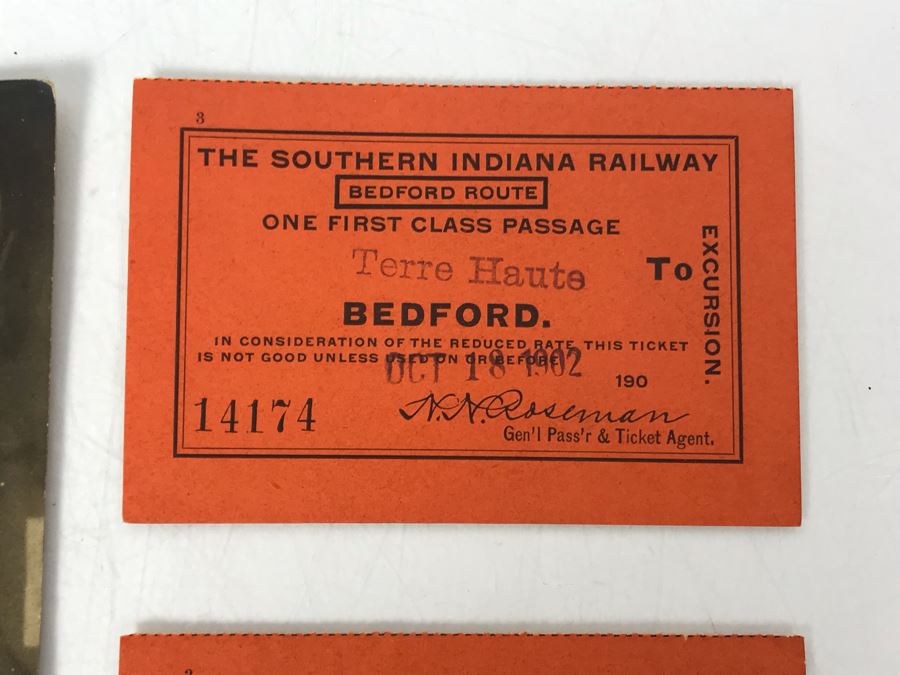 3
THE SOUTHERN INDIANA RAILWAY
BEDFORD ROUTE
ONE FIRST CLASS PASSAGE
Terre Haute To
BEDFORD.
EXCURSION.
IN CONSIDERATION OF THE REDUCED RATE THIS TICKET
IS NOT GOOD UNLESS USED ON OR BEFORE
OCT 18 1902
190
14174
N. N. Roseman
Gen'l Pass'r & Ticket Agent.